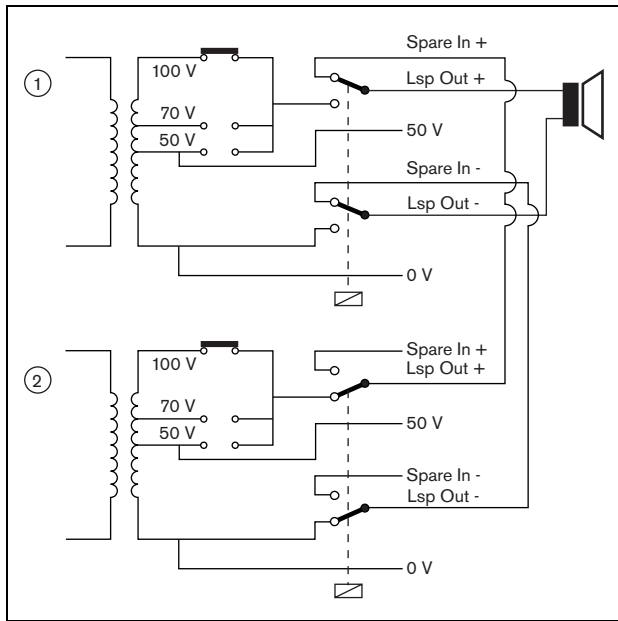 Spare In +
1
100 V
Lsp Out +
70 V
50 V
50 V
Spare In -
Lsp Out -
0 V
2
100 V
Spare In +
Lsp Out +
70 V
50 V
50 V
Spare In -
Lsp Out -
0 V